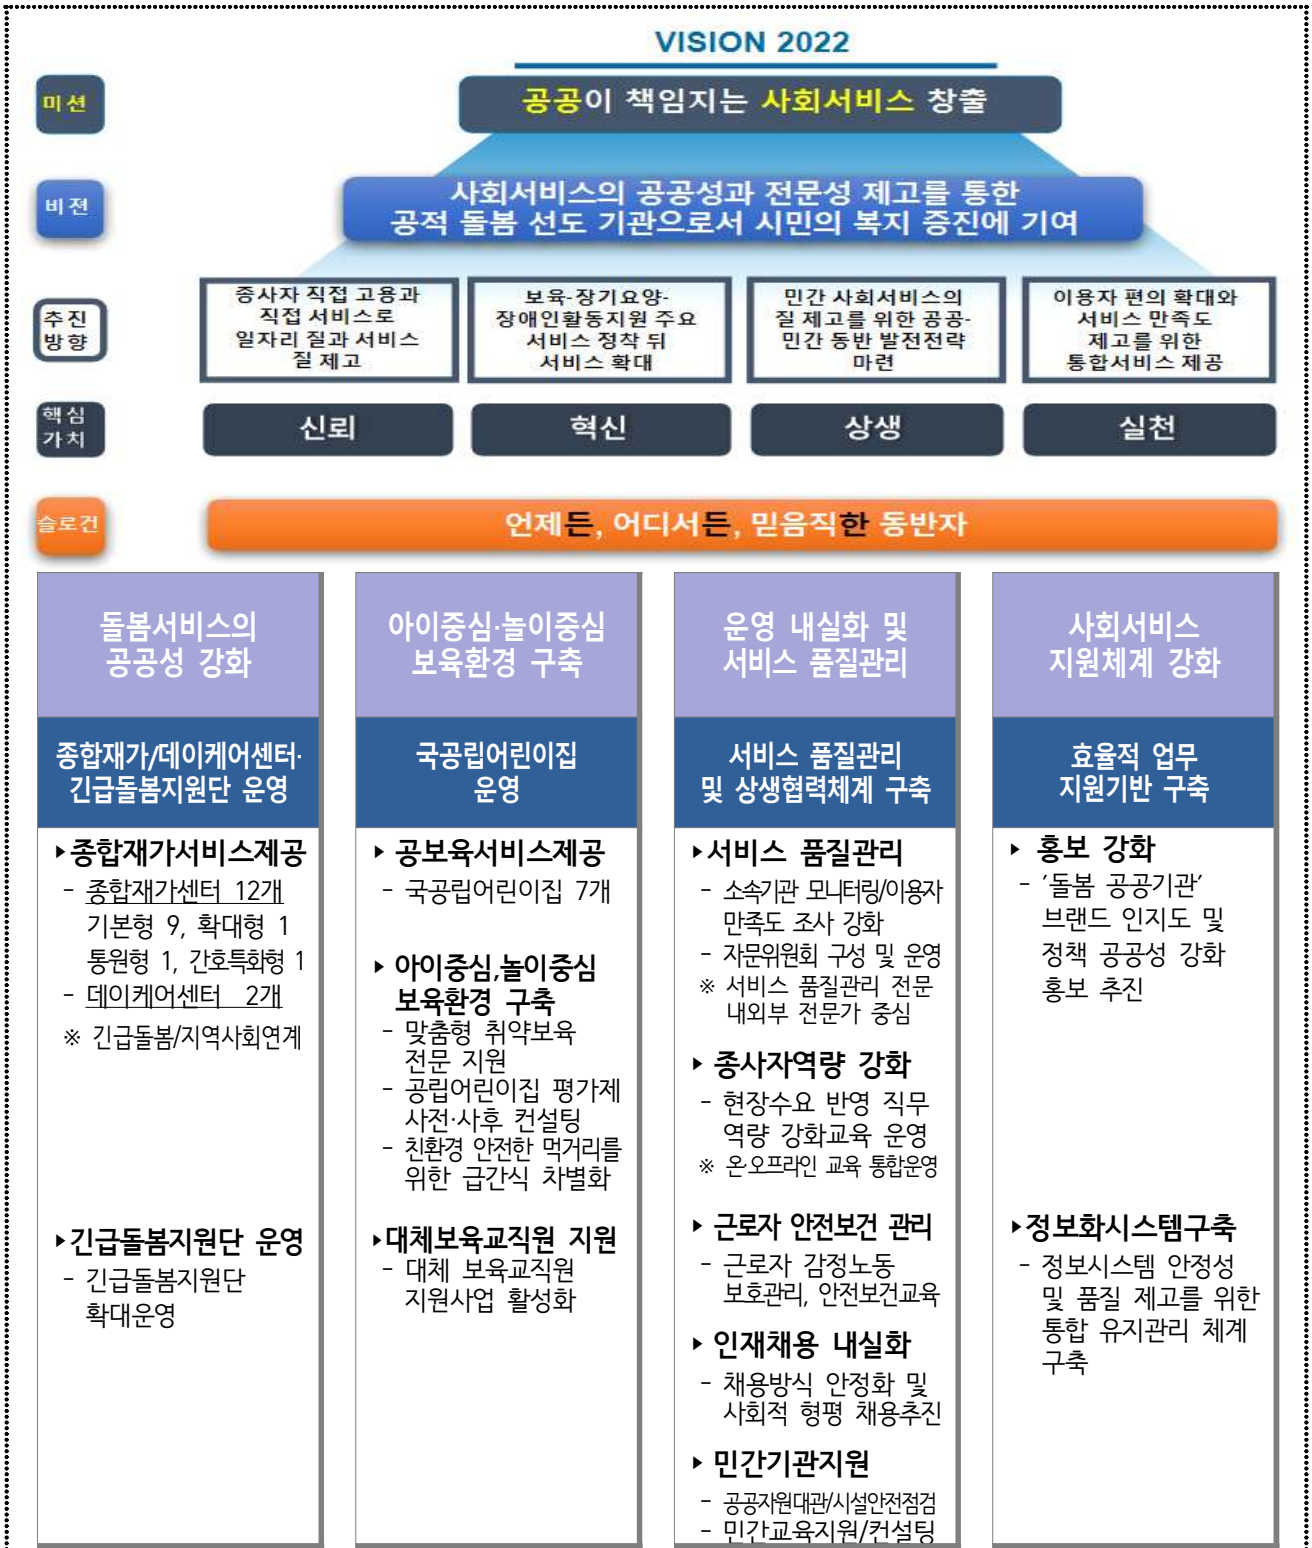 VISION 2022
미션
공공이 책임지는 사회서비스 창출
비젼
사회서비스의 공공성과 전문성 제고를 통한
공적 돌봄 선도 기관으로서 시민의 복지 증진에 기여
추진
방향
종사자 직접 고용과
직접 서비스로
일자리 질과 서비스
질 제고
보육-장기요양-
장애인활동지원 주요
서비스 정착 뒤
서비스 확대
민간 사회서비스의
질 제고를 위한 공공-
민간 동반 발전전략
마련
이용자 편의 확대와
서비스 만족도
제고를 위한
통합서비스 제공
핵심
가치
신뢰
혁신
상생
실천
슬로건
언제든, 어디서든, 믿음직한 동반자
돌봄서비스의
공공성 강화
종합재가/데이케어센터·
긴급돌봄지원단 운영
▸종합재가서비스제공
- 종합재가센터 12개
기본형 9, 확대형 1
통원형 1, 간호특화형 1
- 데이케어센터 2개
※ 긴급돌봄/지역사회연계
▸긴급돌봄지원단 운영
- 긴급돌봄지원단
확대운영
아이중심·놀이중심
보육환경 구축
국공립어린이집
운영
▸ 공보육서비스제공
- 국공립어린이집 7개
▸ 아이중심,놀이중심
보육환경 구축
- 맞춤형 취약보육
전문 지원
- 공립어린이집 평가제
사전·사후 컨설팅
- 친환경 안전한 먹거리를
위한 급간식 차별화
▸대체보육교직원 지원
- 대체 보육교직원
지원사업 활성화
운영 내실화 및
서비스 품질관리
서비스 품질관리
및 상생협력체계 구축
▸서비스 품질관리
- 소속기관 모니터링/이용자
만족도 조사 강화
- 자문위원회 구성 및 운영
※ 서비스 품질관리 전문
내외부 전문가 중심
▸ 종사자역량 강화
- 현장수요 반영 직무
역량 강화교육 운영
※ 온·오프라인 교육 통합운영
▸ 근로자 안전보건 관리
- 근로자 감정노동
보호관리, 안전보건교육
▸ 인재채용 내실화
- 채용방식 안정화 및
사회적 형평 채용추진
▸ 민간기관지원
- 공공자원대관/시설안전점검
- 민간교육지원/컨설팅
사회서비스
지원체계 강화
효율적 업무
지원기반 구축
▸ 홍보 강화
- '돌봄 공공기관'
브랜드 인지도 및
정책 공공성 강화
홍보 추진
▸정보화시스템구축
- 정보시스템 안정성
및 품질 제고를 위한
통합 유지관리 체계
구축